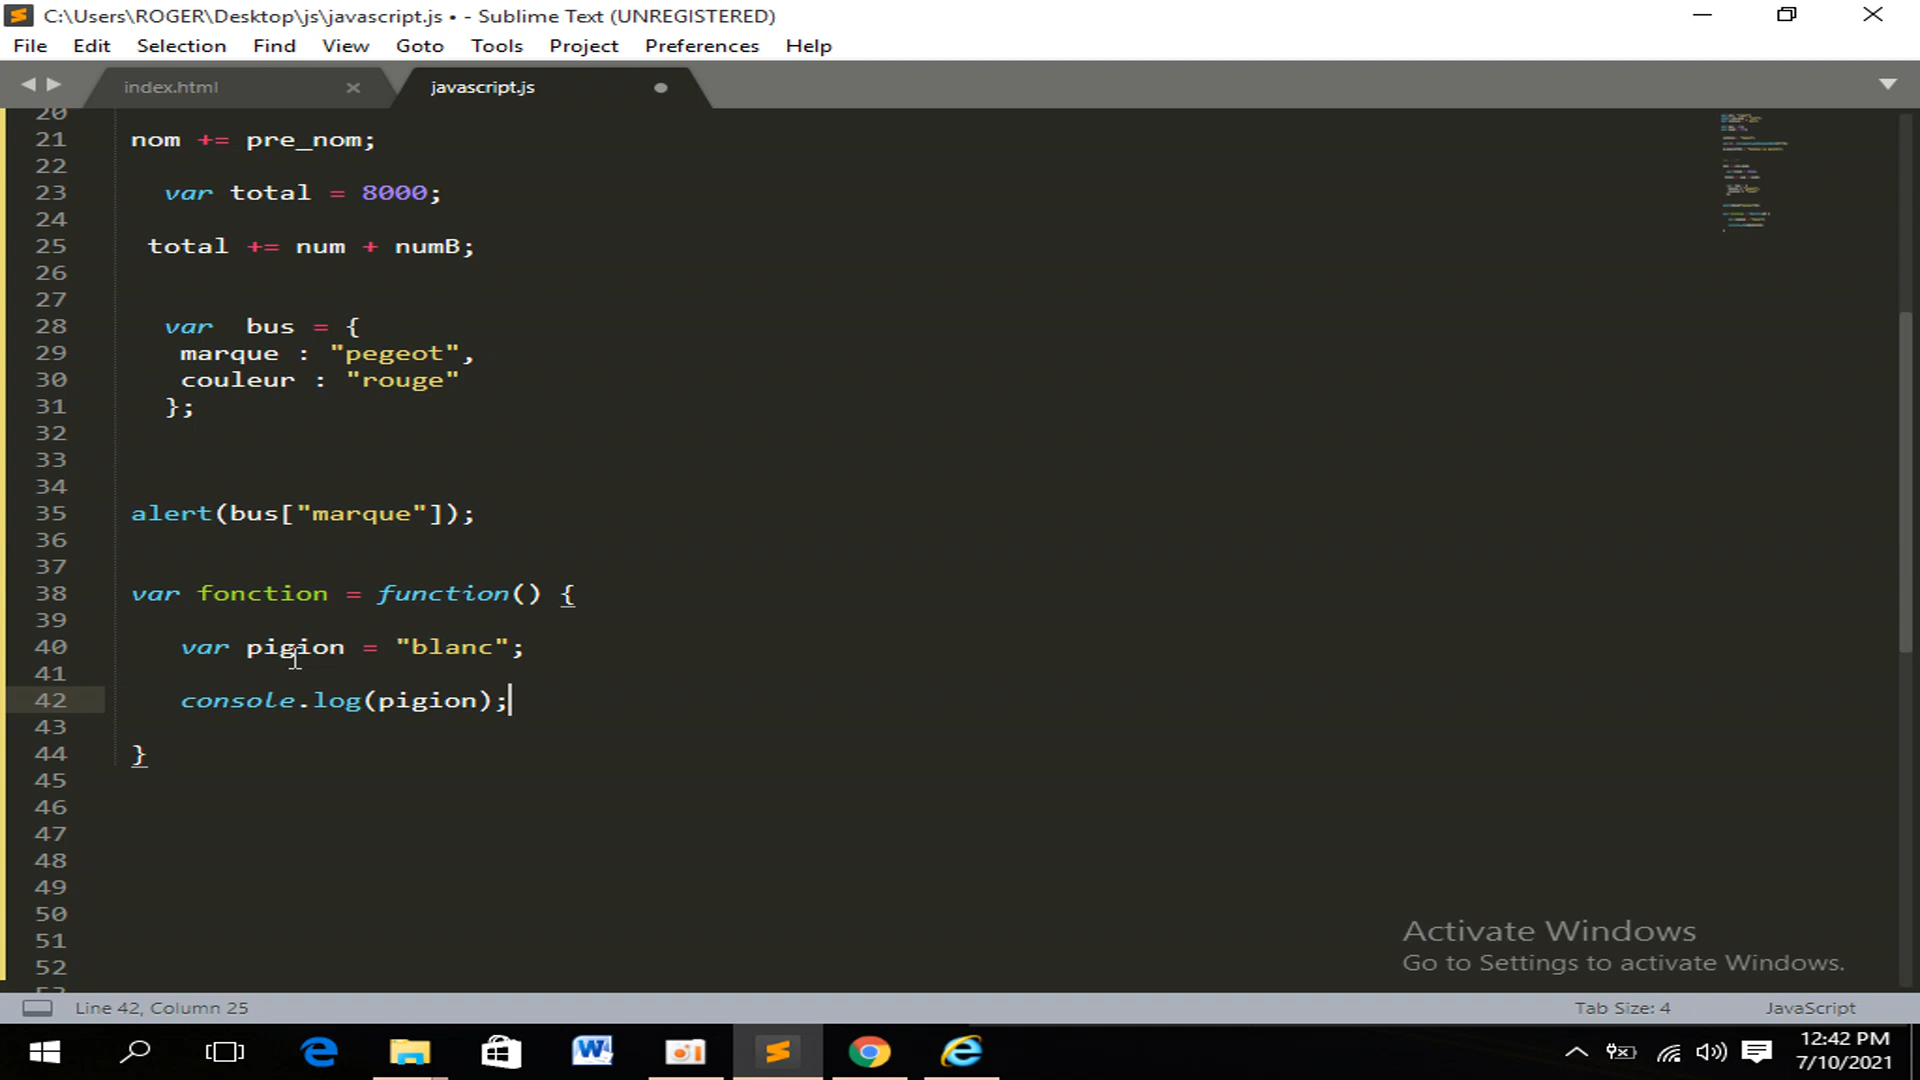 C:\Users\ROGER\Desktop\js\javascript.js • - Sublime Text (UNREGISTERED)
File Edit Selection Find View Goto Tools Project Preferences Help
index.html javascript.js
20
21 nom += pre_nom;
22
23 var total = 8000;
24
25 total += num + numB;
26
27
28 var bus = {
29 marque : "pegeot",
30 couleur : "rouge"
31 };
32
33
34
35 alert(bus["marque"]);
36
37
38 var fonction = function() {
39
40 var pigion = "blanc";
41
42 console.log(pigion);
43
44 }
45
46
47
48
49
50
51
52
Activate Windows
Go to Settings to activate Windows.
Line 42, Column 25 Tab Size: 4 JavaScript
12:42 PM
7/10/2021